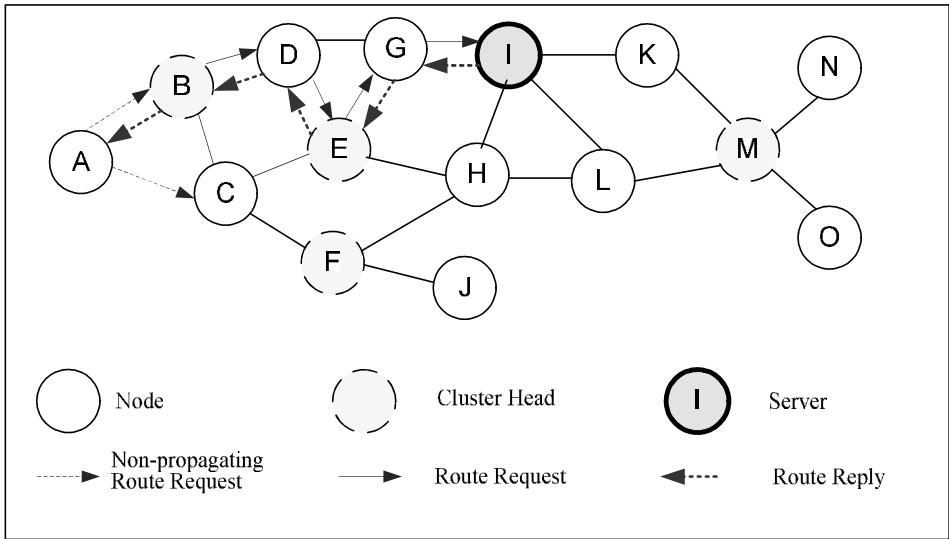 G
D
I
K
N
B
E
M
A
H
L
C
O
F
J
Node
Cluster Head
I
Server
Non-propagating
Route Request
Route Request
Route Reply